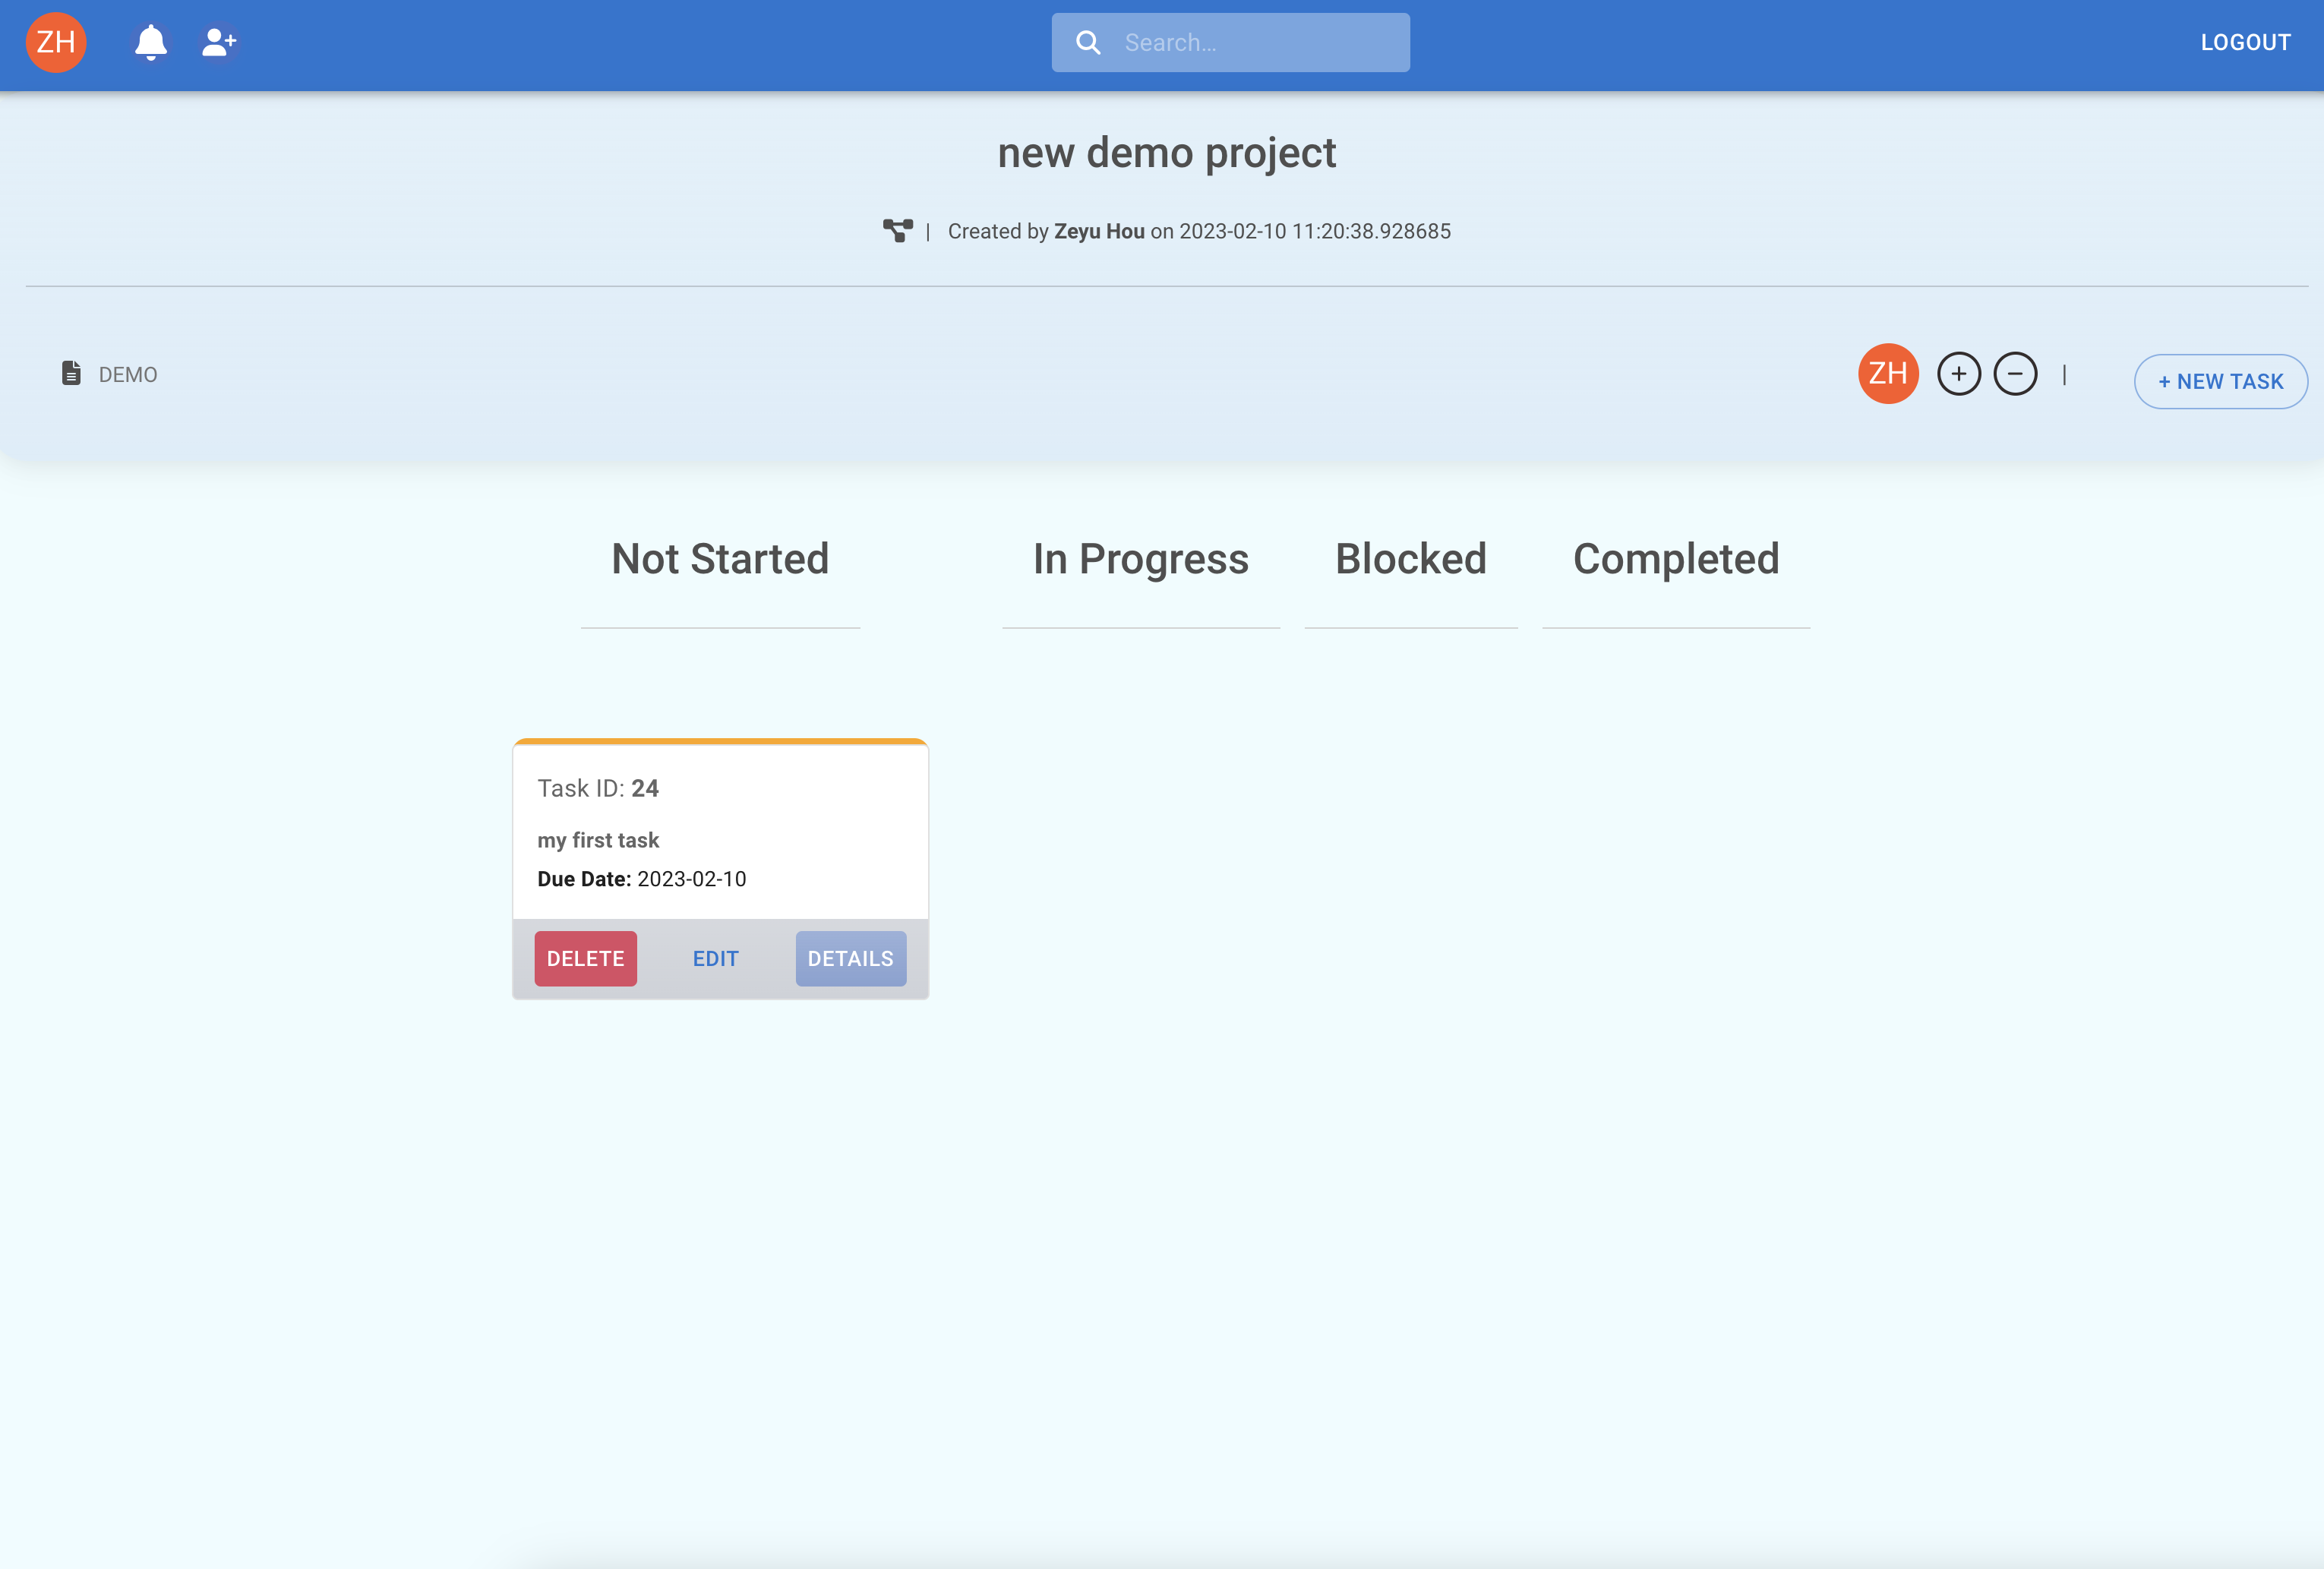 ZH
Search…
LOGOUT
new demo project
| Created by Zeyu Hou on 2023-02-10 11:20:38.928685
DEMO
ZH
|
+ NEW TASK
Not Started
In Progress
Blocked
Completed
Task ID: 24
my first task
Due Date: 2023-02-10
DELETE
EDIT
DETAILS